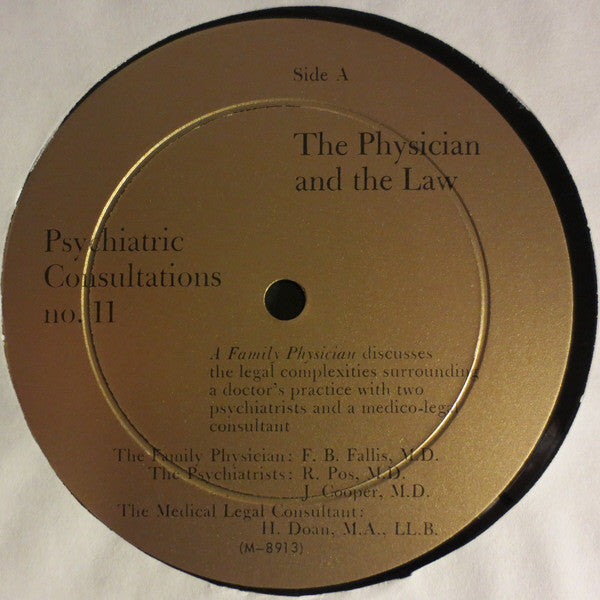 Side A
The Physician
and the Law
Psychiatric
Consultations
no. 11
A Family Physician discusses
the legal complexities surrounding
a doctor's practice with two
psychiatrists and a medico-legal
consultant
The Family Physician: F. B. Fallis, M.D.
The Psychiatrists: R. Pos, M.D.
J. Cooper, M.D.
The Medical Legal Consultant:
H. Doan, M.A., LL.B.
(M-8913)